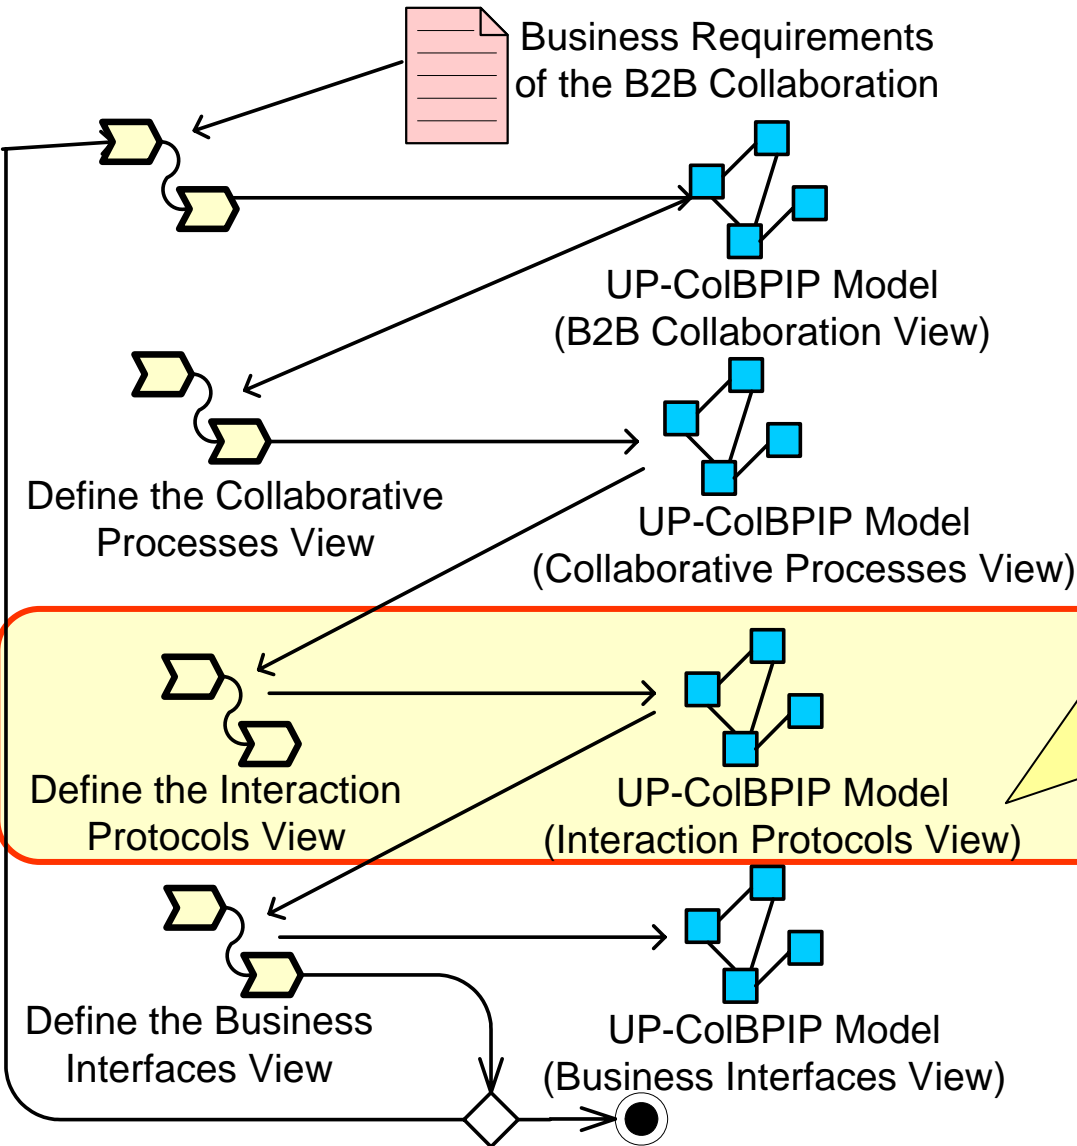 Business Requirements
of the B2B Collaboration
UP-ColBPIP Model
(B2B Collaboration View)
Define the Collaborative
Processes View
UP-ColBPIP Model
(Collaborative Processes View)
Define the Interaction
Protocols View
UP-ColBPIP Model
(Interaction Protocols View)
Define the Business
Interfaces View
UP-ColBPIP Model
(Business Interfaces View)